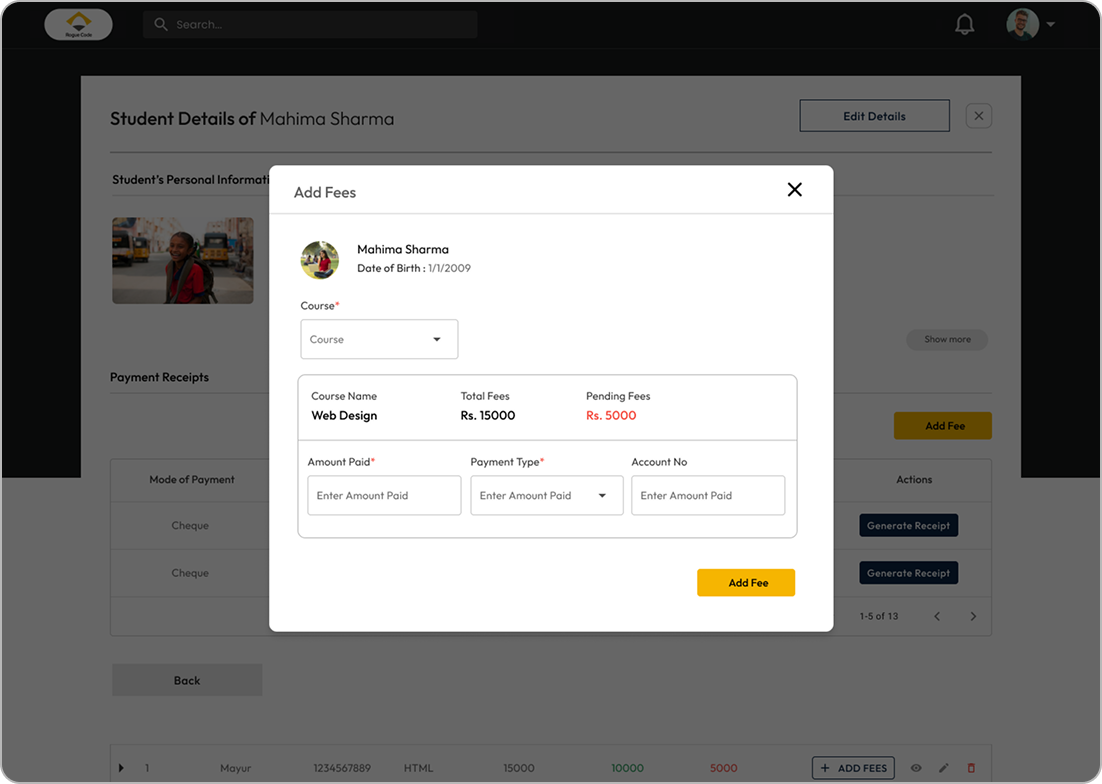 Rogue Code
Search...
Student Details of Mahima Sharma
Edit Details
Student's Personal Informati
Add Fees
Mahima Sharma
Date of Birth : 1/1/2009
Course*
Course
Show more
Payment Receipts
Course Name Total Fees Pending Fees
Web Design Rs. 15000 Rs. 5000
Add Fee
Amount Paid* Payment Type* Account No
Enter Amount Paid Enter Amount Paid Enter Amount Paid
Mode of Payment Actions
Cheque Generate Receipt
Cheque Generate Receipt
Add Fee
1-5 of 13
Back
1 Mayur 1234567889 HTML 15000 10000 5000 + ADD FEES